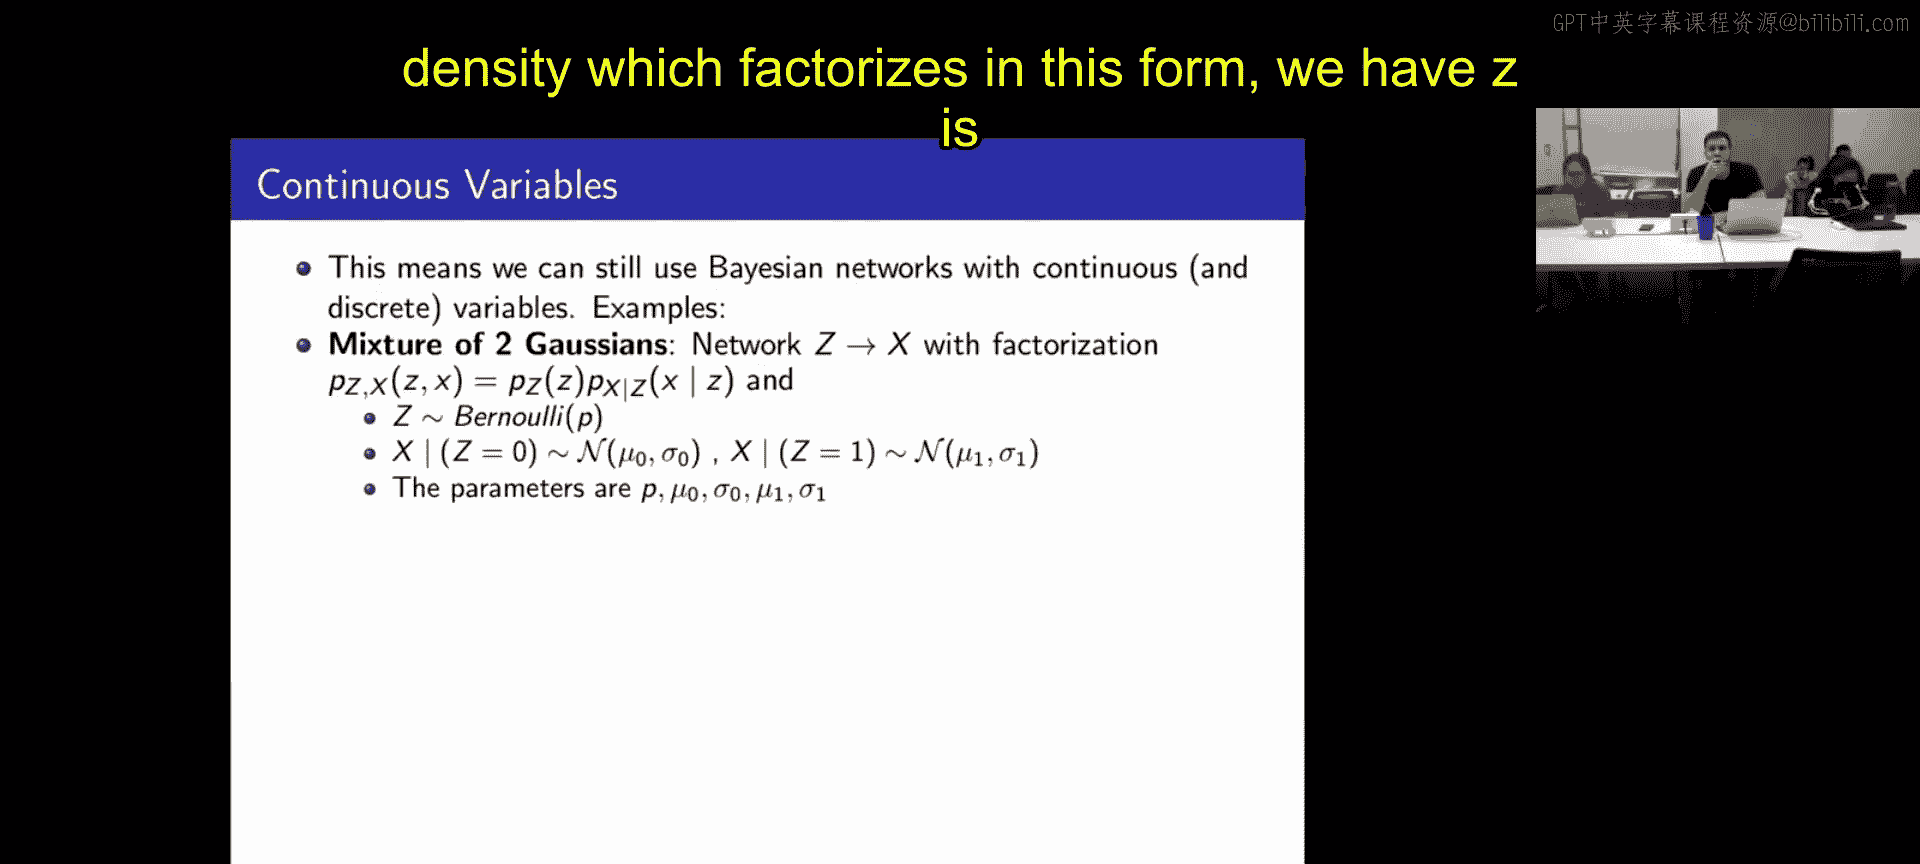 GPT中英字幕课程资源@bilibili.com
density which factorizes in this form, we have z
is
Continuous Variables
This means we can still use Bayesian networks with continuous (and
discrete) variables. Examples:
Mixture of 2 Gaussians: Network Z → X with factorization
p_{Z,X}(z, x) = p_Z(z)p_{X|Z}(x | z) and
Z ∼ Bernoulli(p)
X | (Z = 0) ∼ 𝒩(μ₀, σ₀) , X | (Z = 1) ∼ 𝒩(μ₁, σ₁)
The parameters are p, μ₀, σ₀, μ₁, σ₁